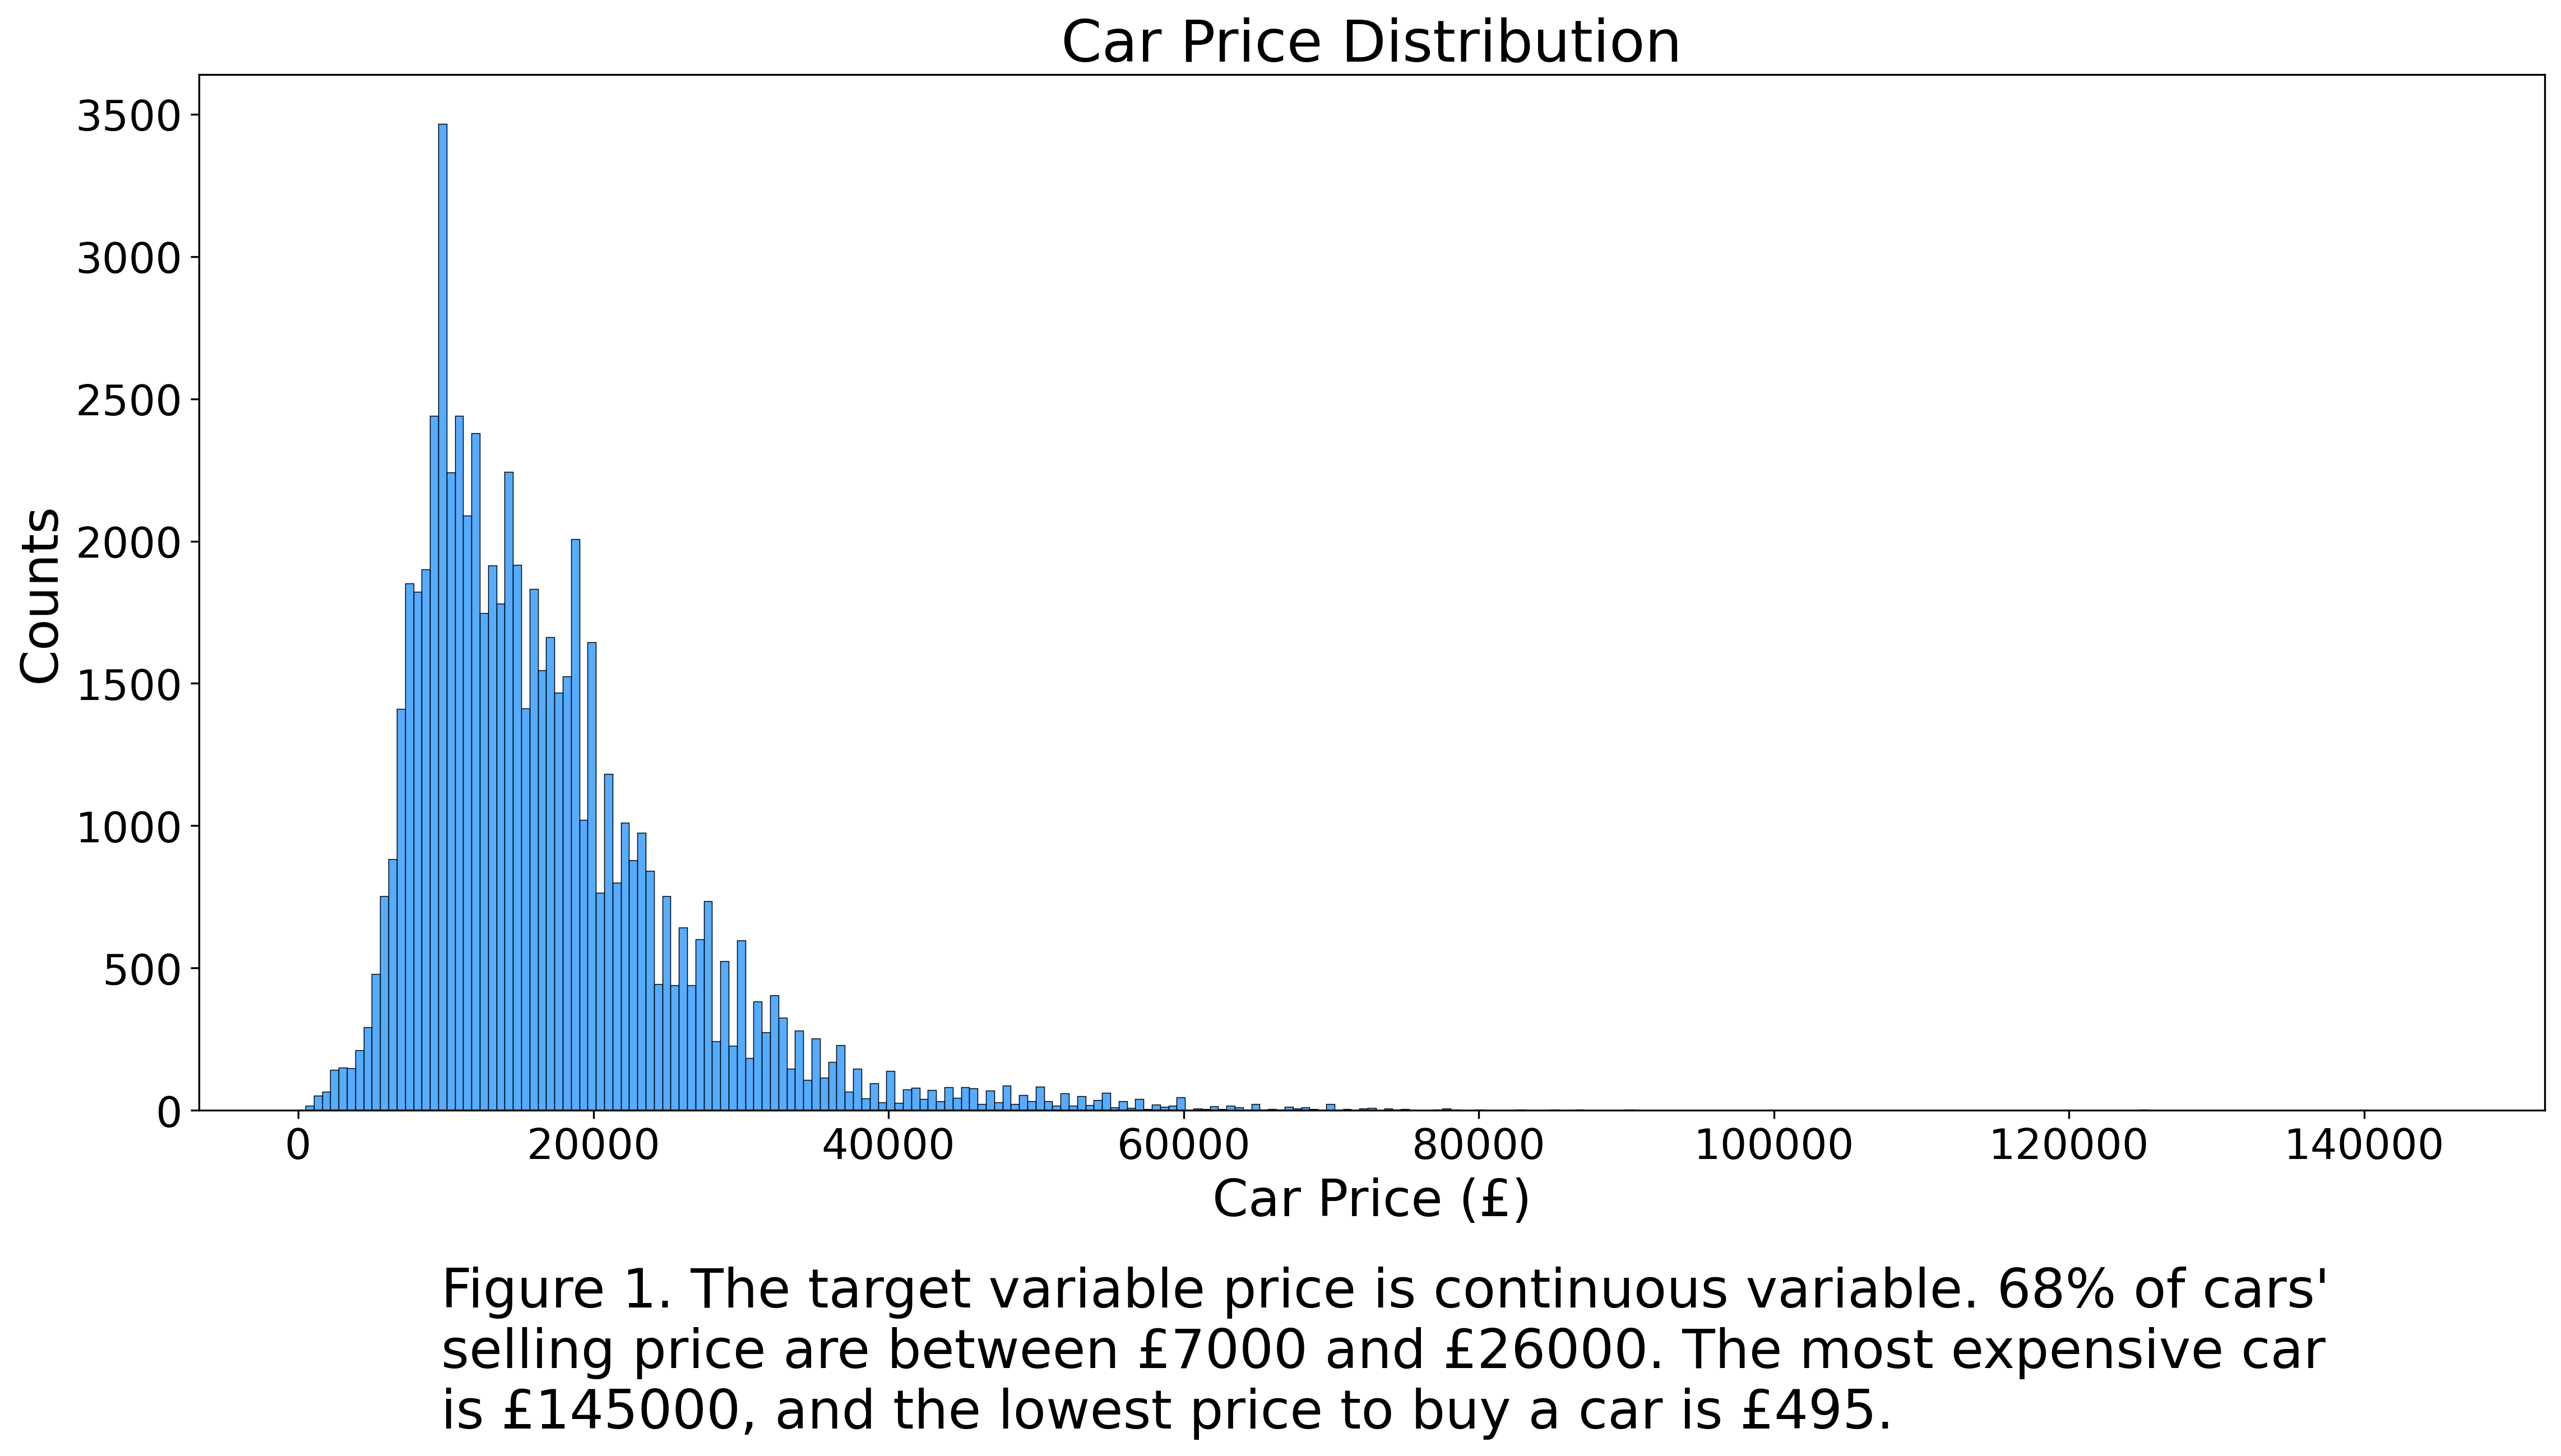 Car Price Distribution
3500
3000
2500
2000
1500
1000
500
0
Counts
0 20000 40000 60000 80000 100000 120000 140000
Car Price (£)
Figure 1. The target variable price is continuous variable. 68% of cars'
selling price are between £7000 and £26000. The most expensive car
is £145000, and the lowest price to buy a car is £495.